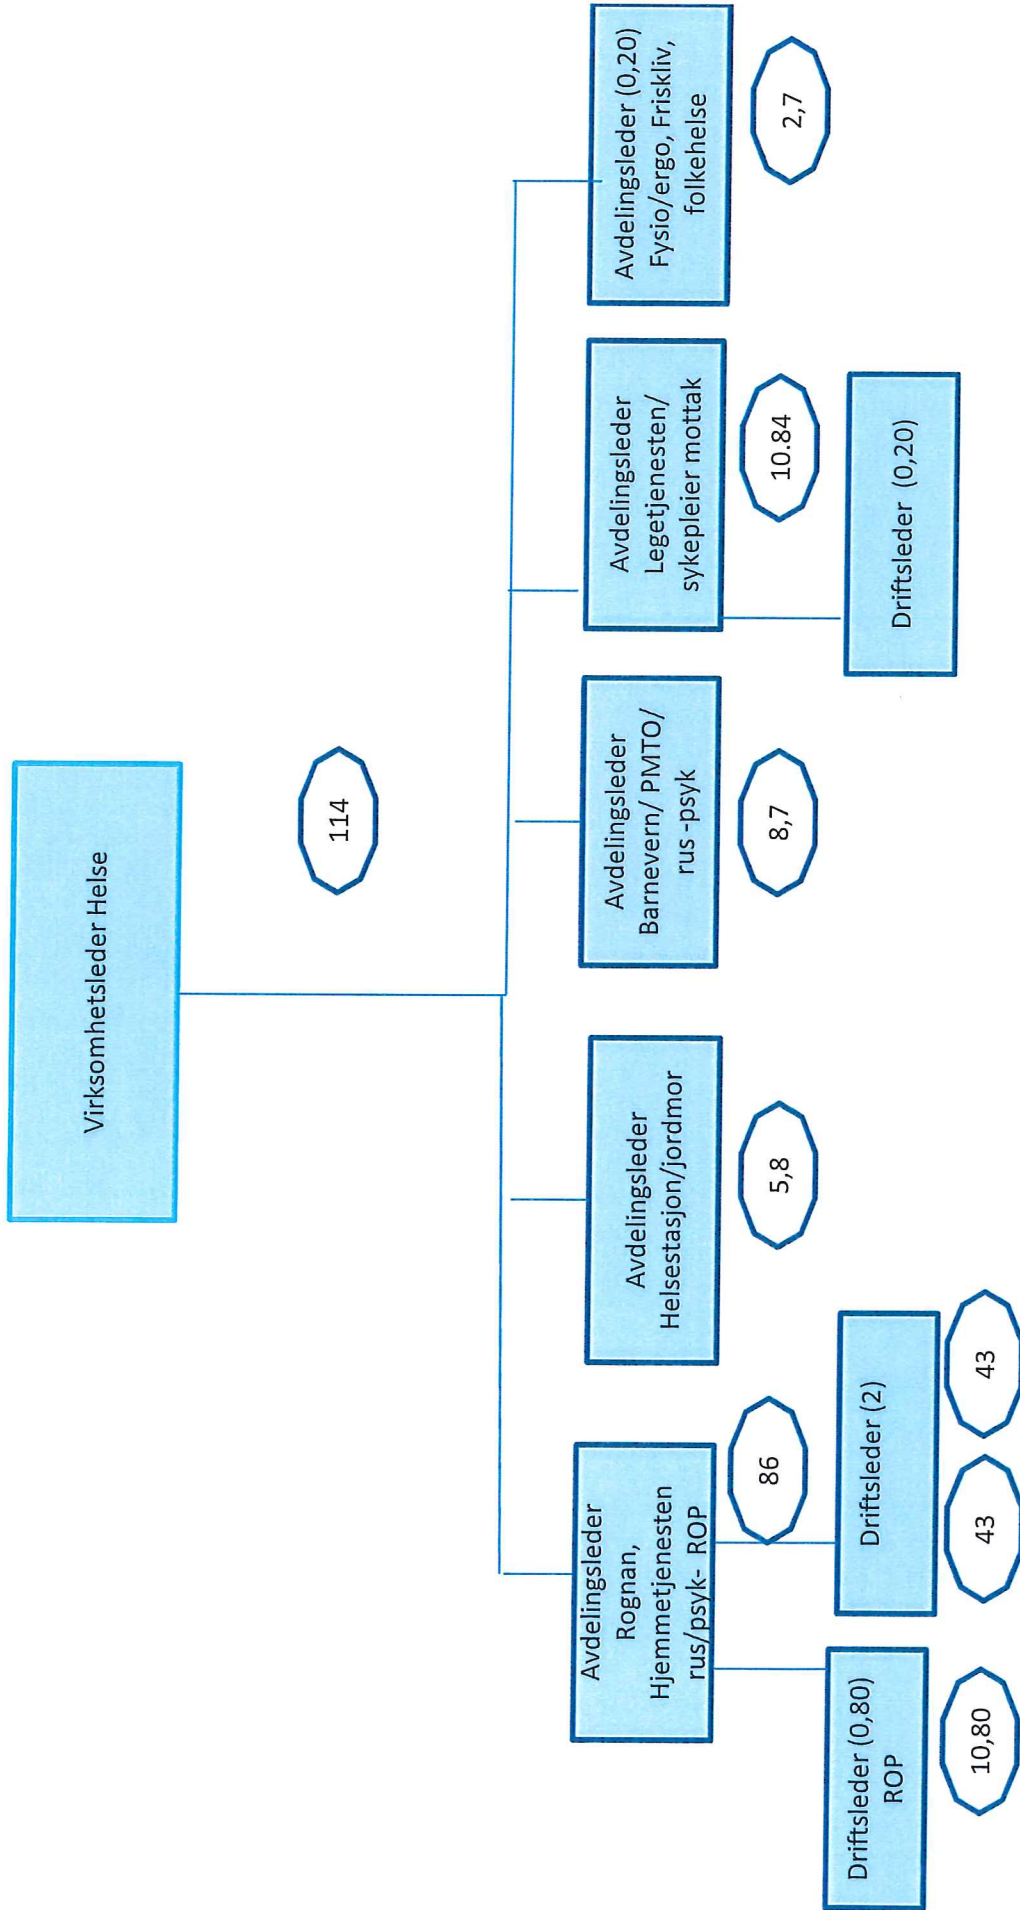 Virksomhetsleder Helse
114
Avdelingsleder
Rognan,
Hjemmetjenesten
rus/psyk- ROP
86
Driftsleder (0,80)
ROP
10,80
Driftsleder (2)
43
43
Avdelingsleder
Helsestasjon/jordmor
5,8
Avdelingsleder
Barnevern/ PMTO/
rus -psyk
8,7
Avdelingsleder
Legetjenesten/
sykepleier mottak
10.84
Driftsleder (0,20)
Avdelingsleder (0,20)
Fysio/ergo, Friskliv,
folkehelse
2,7